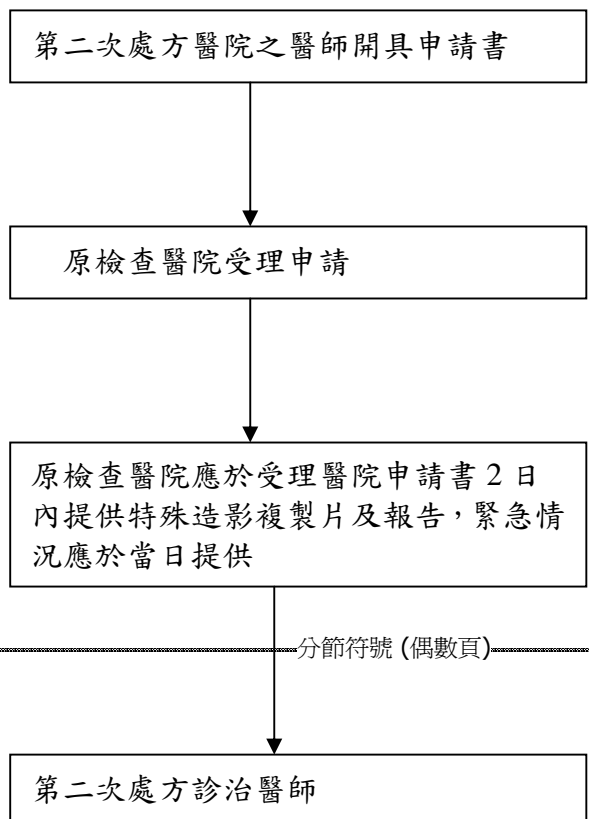 第二次處方醫院之醫師開具申請書
原檢查醫院受理申請
原檢查醫院應於受理醫院申請書 2 日
內提供特殊造影複製片及報告，緊急情
況應於當日提供
分節符號 (偶數頁)
第二次處方診治醫師